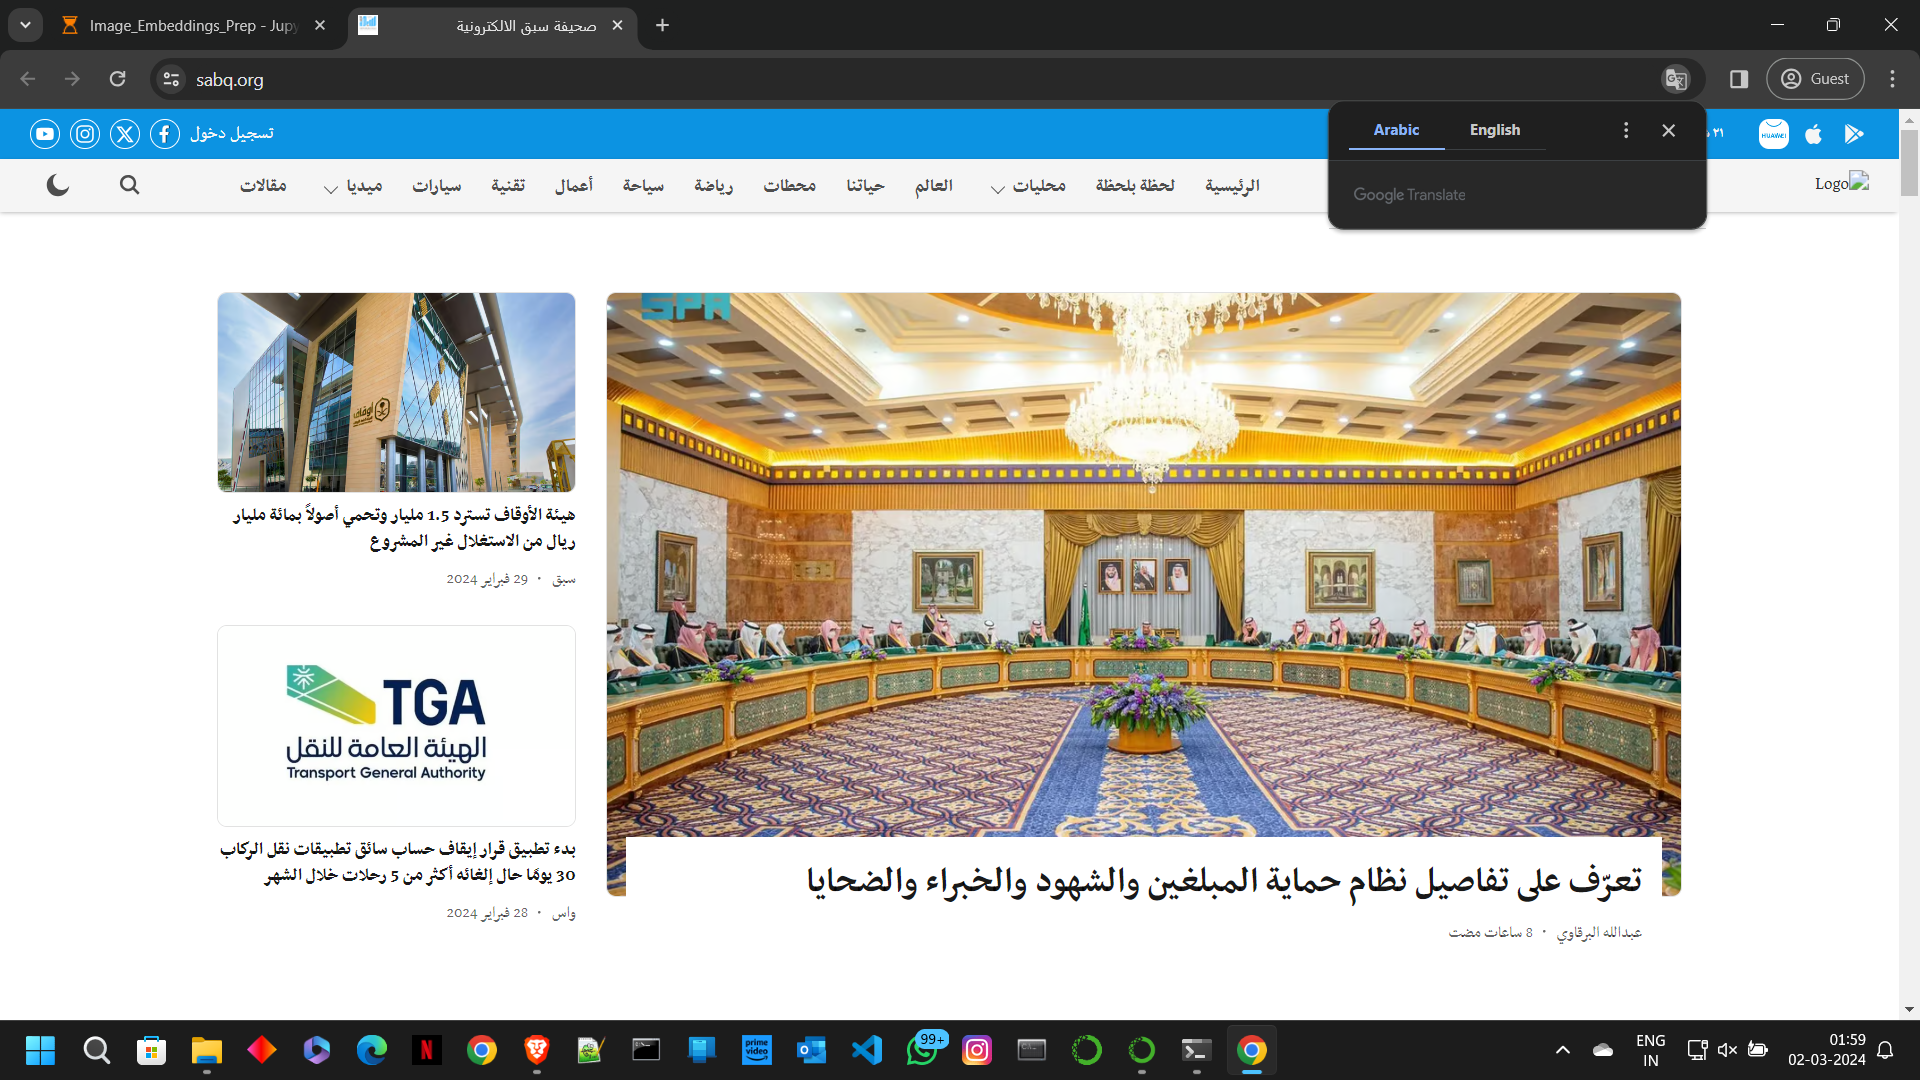 Image_Embeddings_Prep - Jupy
صحيفة سبق الالكترونية
sabq.org
Guest
تسجيل دخول
٢١
HUAWEI
Arabic
English
Google Translate
Logo
الرئيسية
لحظة بلحظة
محليات
العالم
حياتنا
محطات
رياضة
سياحة
أعمال
تقنية
سيارات
ميديا
مقالات
SPA
تعرّف على تفاصيل نظام حماية المبلغين والشهود والخبراء والضحايا
عبدالله البرقاوي · 8 ساعات مضت
أوقاف
هيئة الأوقاف تسترد 1.5 مليار وتحمي أصولاً بمائة مليار
ريال من الاستغلال غير المشروع
سبق · 29 فبراير 2024
TGA
الهيئة العامة للنقل
Transport General Authority
بدء تطبيق قرار إيقاف حساب سائق تطبيقات نقل الركاب
30 يومًا حال إلغائه أكثر من 5 رحلات خلال الشهر
واس · 28 فبراير 2024
prime video
99+
ENG
IN
01:59
02-03-2024